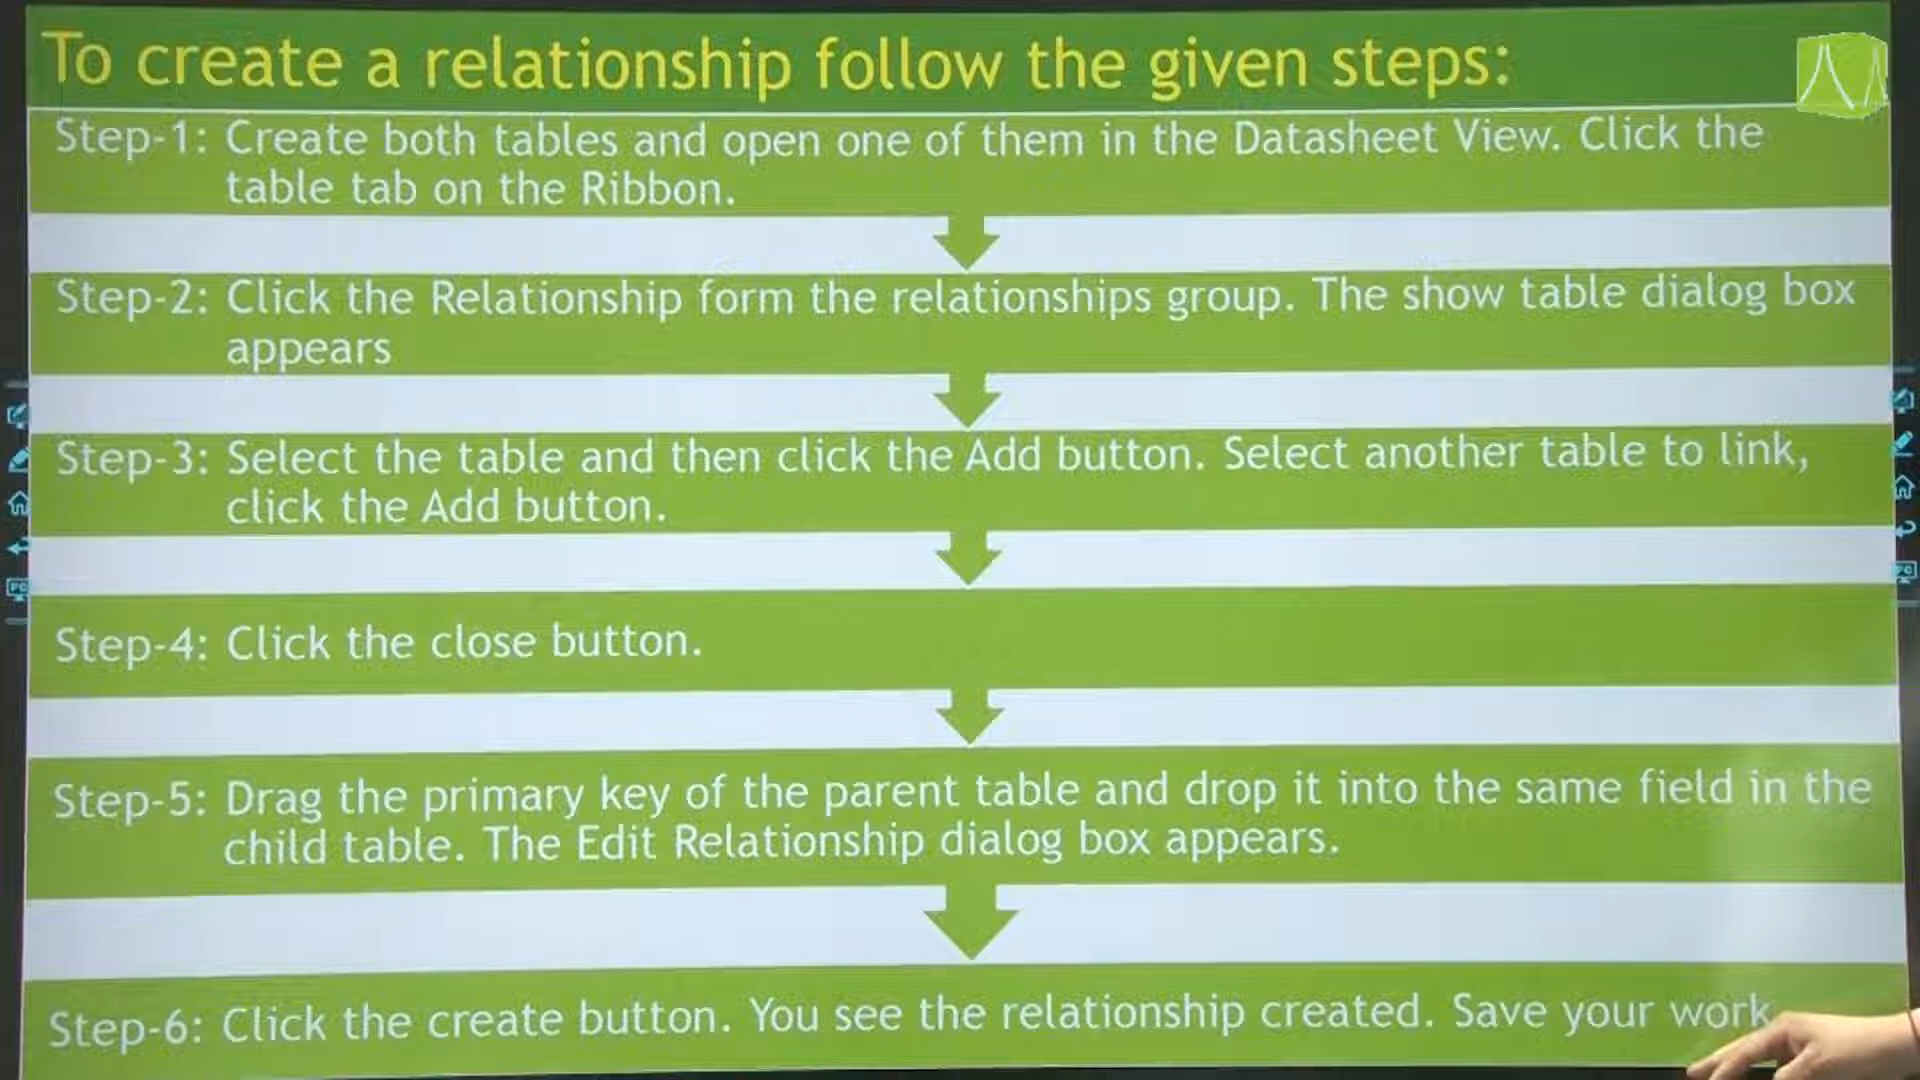 To create a relationship follow the given steps:
Step-1: Create both tables and open one of them in the Datasheet View. Click the
table tab on the Ribbon.
Step-2: Click the Relationship form the relationships group. The show table dialog box
appears
Step-3: Select the table and then click the Add button. Select another table to link,
click the Add button.
Step-4: Click the close button.
Step-5: Drag the primary key of the parent table and drop it into the same field in the
child table. The Edit Relationship dialog box appears.
Step-6: Click the create button. You see the relationship created. Save your work
PC
PC